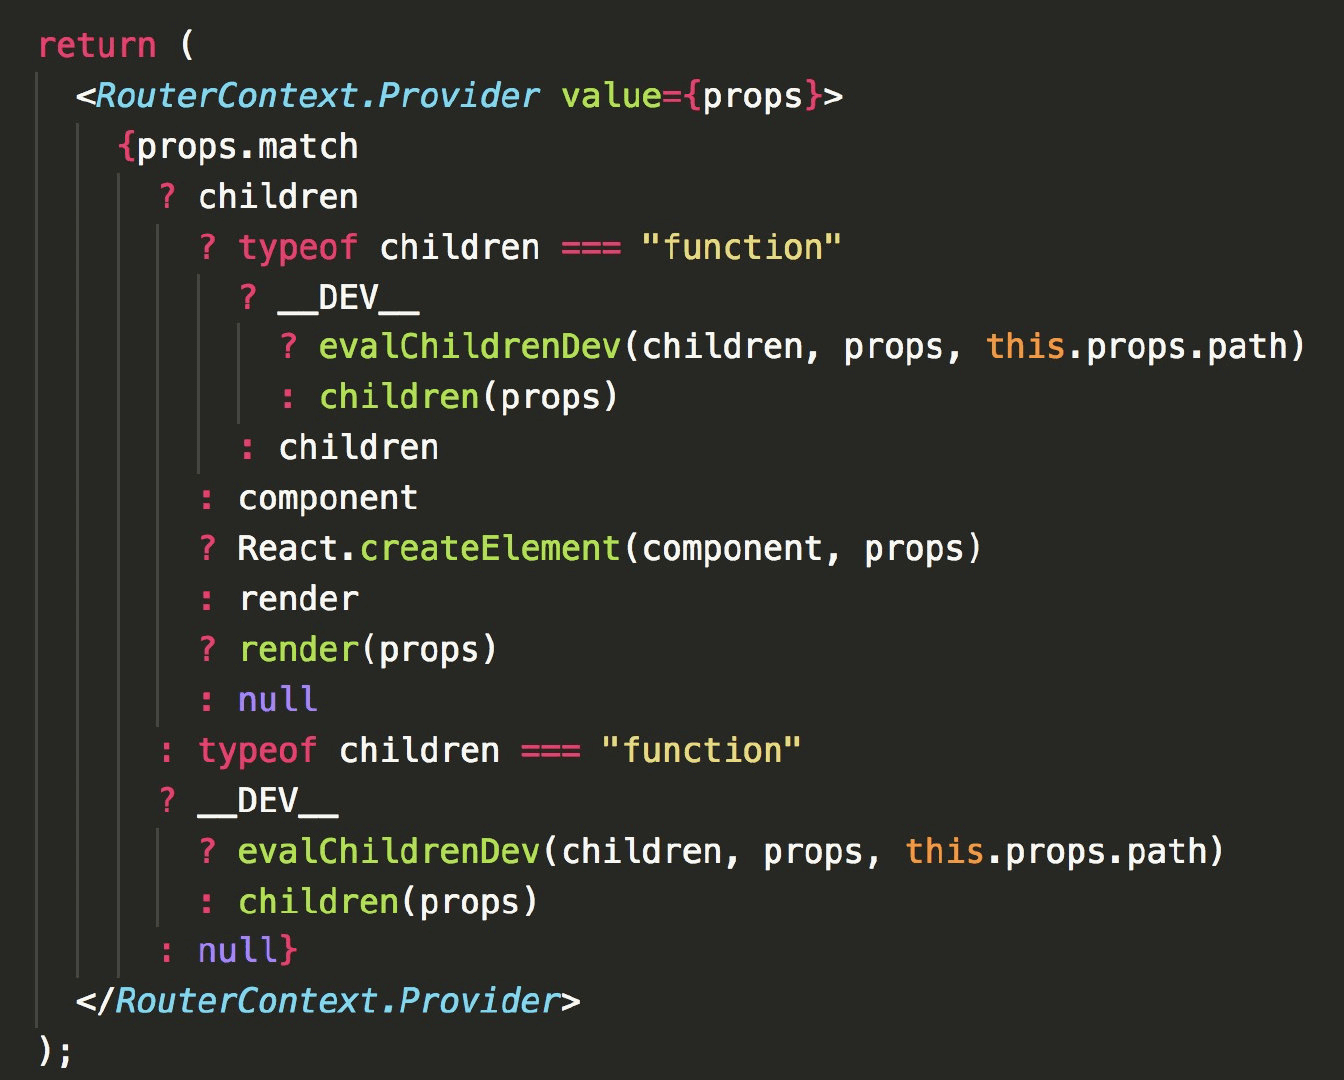 return (
  <RouterContext.Provider value={props}>
    {props.match
      ? children
        ? typeof children === "function"
          ? __DEV__
            ? evalChildrenDev(children, props, this.props.path)
            : children(props)
          : children
        : component
        ? React.createElement(component, props)
        : render
        ? render(props)
        : null
      : typeof children === "function"
      ? __DEV__
        ? evalChildrenDev(children, props, this.props.path)
        : children(props)
      : null}
  </RouterContext.Provider>
);